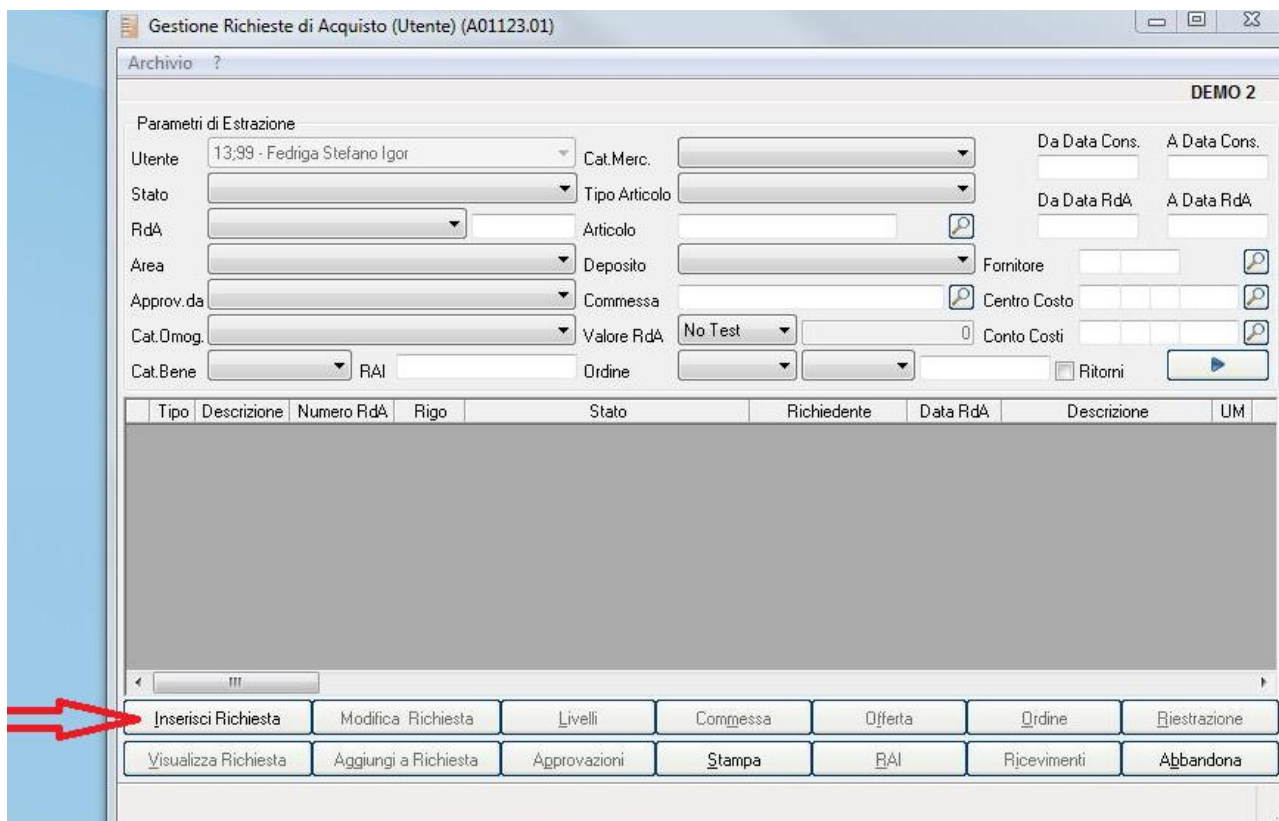 Gestione Richieste di Acquisto (Utente) (A01123.01)
Archivio ?
DEMO 2
Parametri di Estrazione
Utente 13;99 - Fedriga Stefano Igor Cat.Merc. Da Data Cons. A Data Cons.
Stato Tipo Articolo Da Data RdA A Data RdA
RdA Articolo
Area Deposito Fornitore
Approv.da Commessa Centro Costo
Cat.Omog. Valore RdA No Test 0 Conto Costi
Cat.Bene RAI Ordine Ritorni
Tipo Descrizione Numero RdA Rigo Stato Richiedente Data RdA Descrizione UM
Inserisci Richiesta Modifica Richiesta Livelli Commessa Offerta Ordine Riestrazione
Visualizza Richiesta Aggiungi a Richiesta Approvazioni Stampa RAI Ricevimenti Abbandona